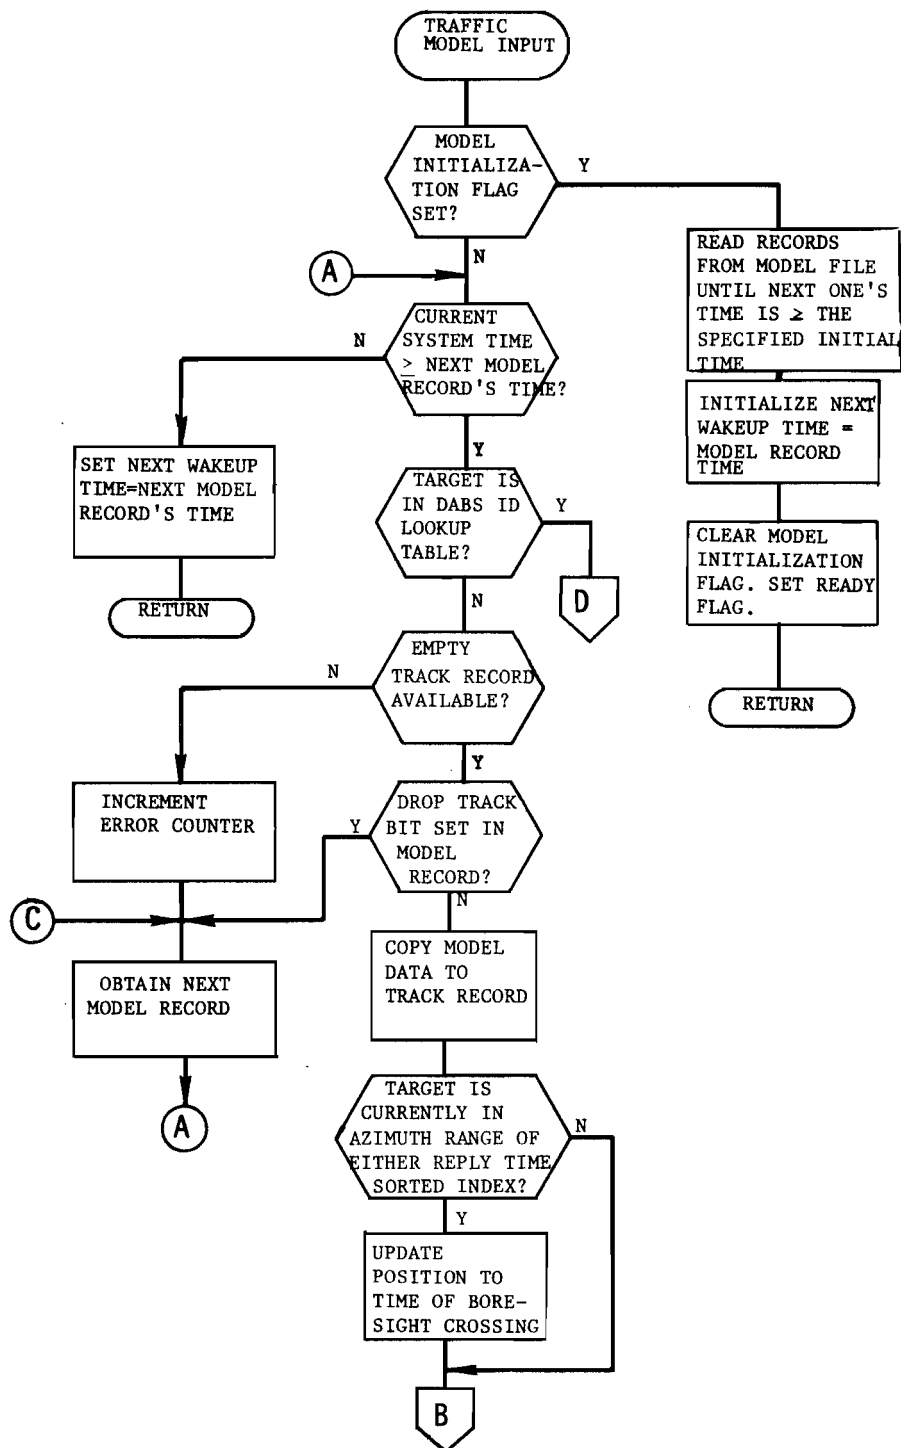 TRAFFIC
MODEL INPUT
MODEL
INITIALIZA-
TION FLAG
SET?
Y
N
A
READ RECORDS
FROM MODEL FILE
UNTIL NEXT ONE'S
TIME IS ≥ THE
SPECIFIED INITIAL
TIME
CURRENT
SYSTEM TIME
≥ NEXT MODEL
RECORD'S TIME?
N
Y
INITIALIZE NEXT
WAKEUP TIME =
MODEL RECORD
TIME
SET NEXT WAKEUP
TIME=NEXT MODEL
RECORD'S TIME
RETURN
TARGET IS
IN DABS ID
LOOKUP
TABLE?
Y
D
N
CLEAR MODEL
INITIALIZATION
FLAG. SET READY
FLAG.
RETURN
EMPTY
TRACK RECORD
AVAILABLE?
N
Y
INCREMENT
ERROR COUNTER
DROP TRACK
BIT SET IN
MODEL
RECORD?
Y
N
C
OBTAIN NEXT
MODEL RECORD
A
COPY MODEL
DATA TO
TRACK RECORD
TARGET IS
CURRENTLY IN
AZIMUTH RANGE OF
EITHER REPLY TIME
SORTED INDEX?
N
Y
UPDATE
POSITION TO
TIME OF BORE-
SIGHT CROSSING
B